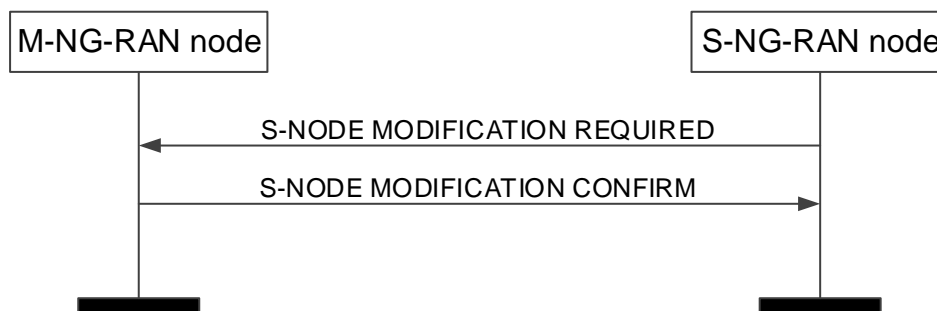 M-NG-RAN node
S-NG-RAN node
S-NODE MODIFICATION REQUIRED
S-NODE MODIFICATION CONFIRM